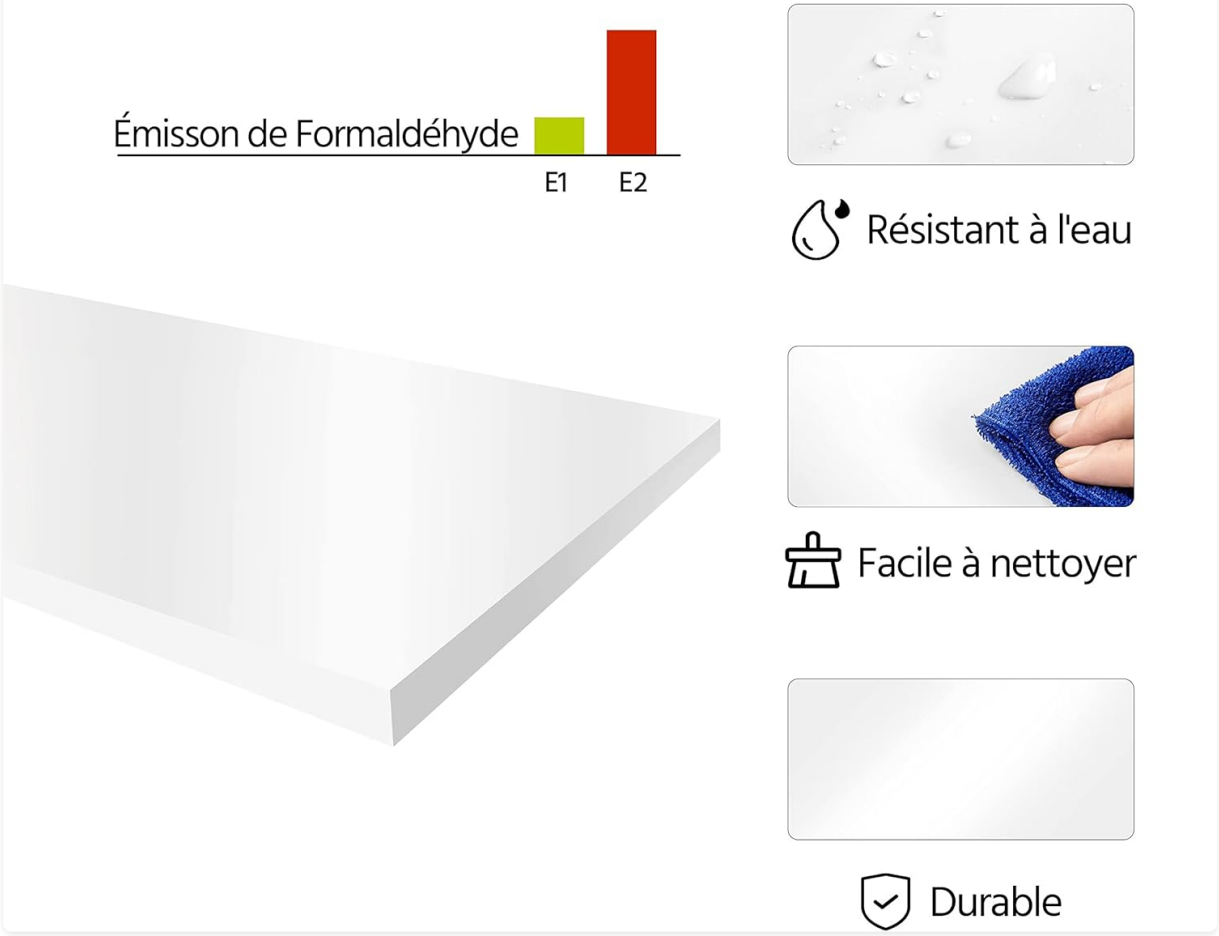 Émisson de Formaldéhyde
E1 E2
Résistant à l'eau
Facile à nettoyer
Durable